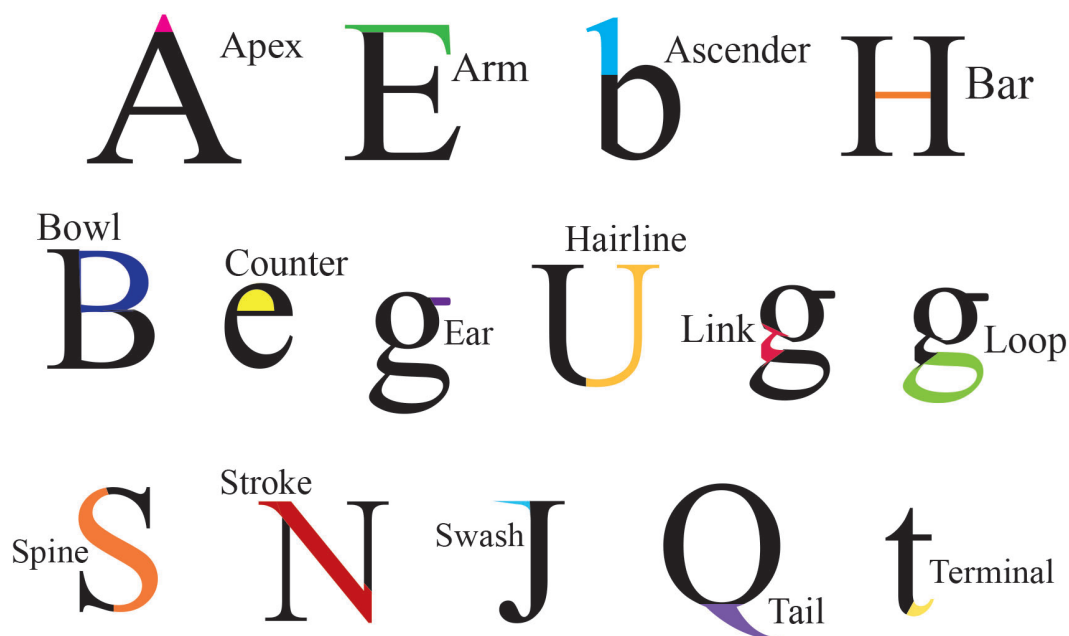 A Apex
E Arm
b Ascender
H Bar
Bowl
B
Counter
e
g Ear
Hairline
U
Link g
g Loop
Spine S
Stroke
N
Swash J
Q Tail
t Terminal